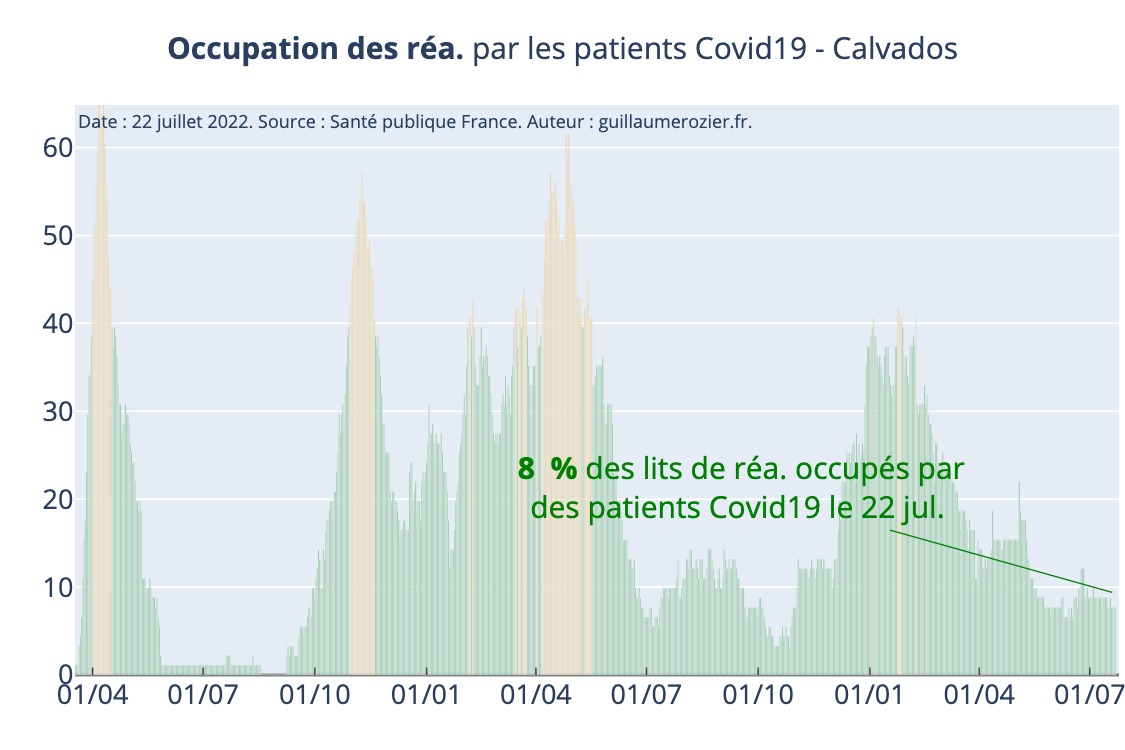 Occupation des réa. par les patients Covid19 - Calvados
Date : 22 juillet 2022. Source : Santé publique France. Auteur : guillaumerozier.fr.
60
50
40
30
20
10
0
8 % des lits de réa. occupés par
des patients Covid19 le 22 jul.
01/04 01/07 01/10 01/01 01/04 01/07 01/10 01/01 01/04 01/07